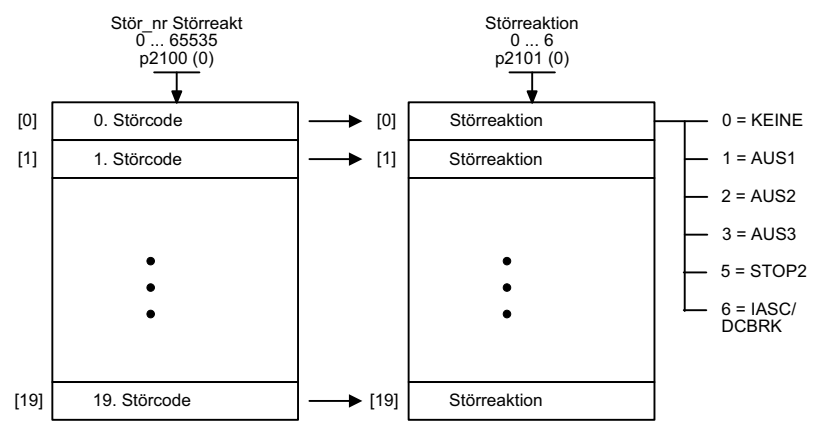 Stör_nr Störreakt
0 ... 65535
p2100 (0)
Störreaktion
0 ... 6
p2101 (0)
[0] 0. Störcode [0] Störreaktion 0 = KEINE
[1] 1. Störcode [1] Störreaktion 1 = AUS1
2 = AUS2
3 = AUS3
5 = STOP2
6 = IASC/
DCBRK
[19] 19. Störcode [19] Störreaktion